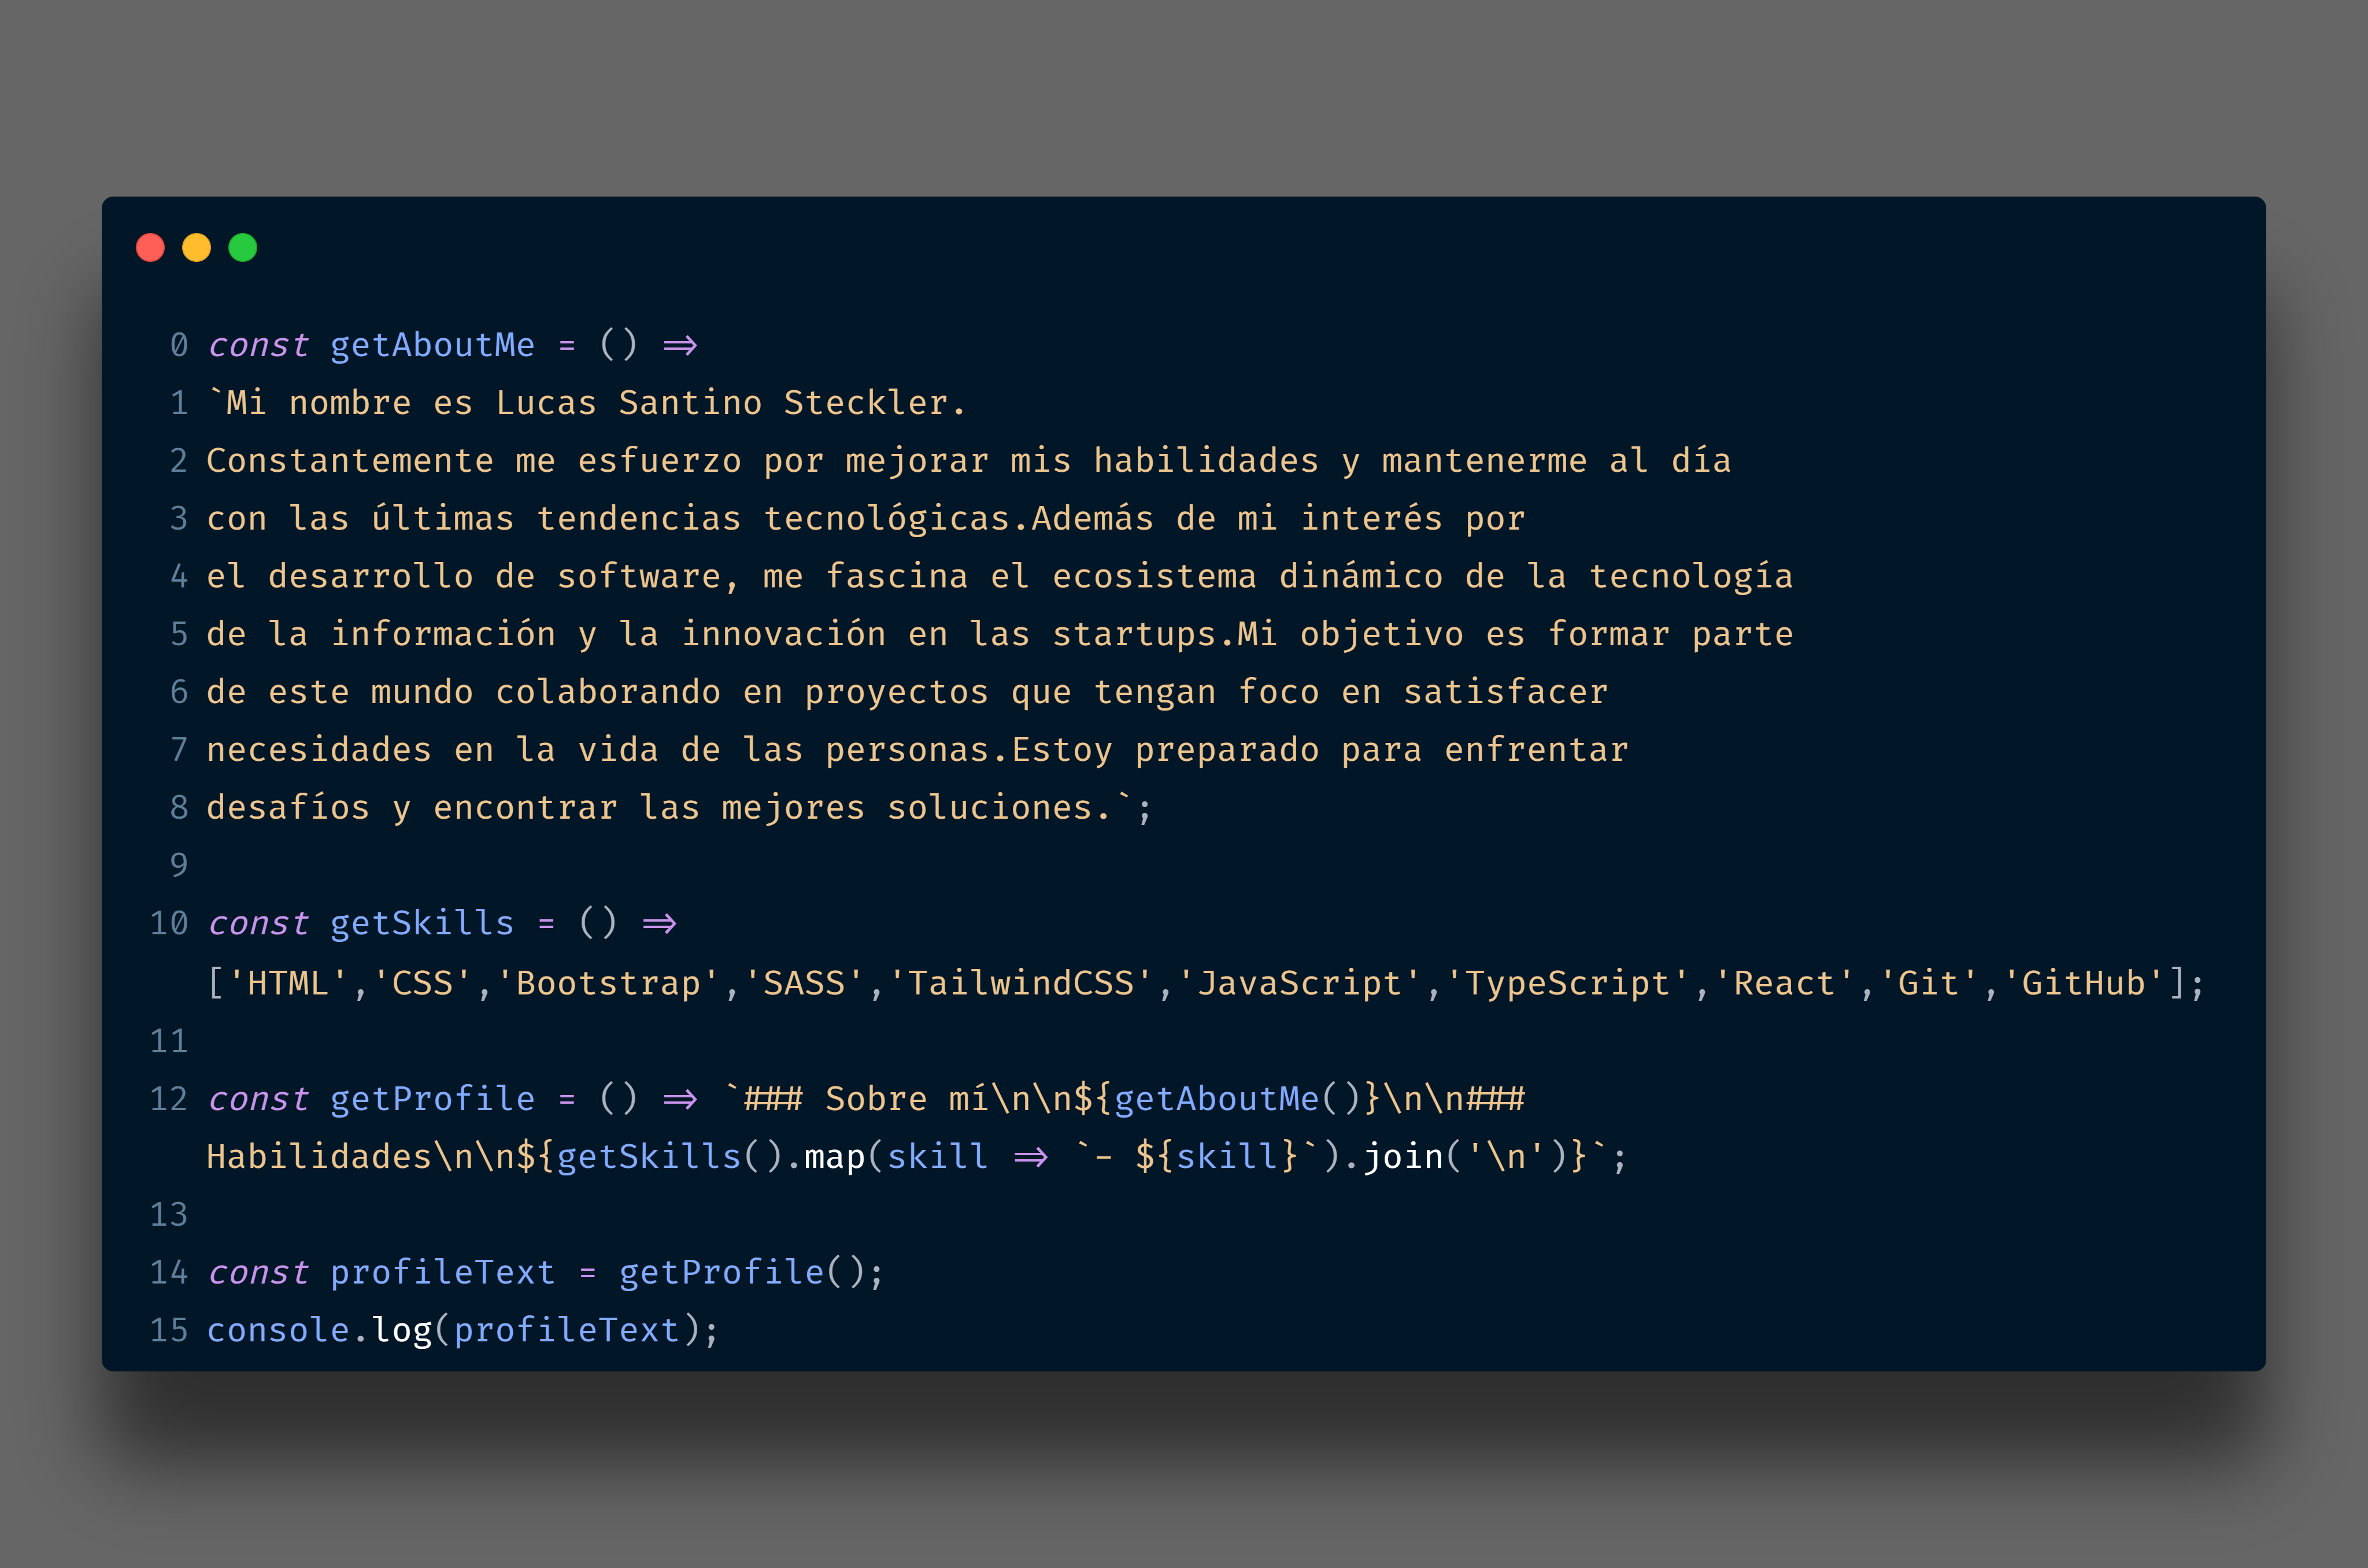 0 const getAboutMe = () =>
1 `Mi nombre es Lucas Santino Steckler.
2 Constantemente me esfuerzo por mejorar mis habilidades y mantenerme al día
3 con las últimas tendencias tecnológicas.Además de mi interés por
4 el desarrollo de software, me fascina el ecosistema dinámico de la tecnología
5 de la información y la innovación en las startups.Mi objetivo es formar parte
6 de este mundo colaborando en proyectos que tengan foco en satisfacer
7 necesidades en la vida de las personas.Estoy preparado para enfrentar
8 desafíos y encontrar las mejores soluciones.`;
9
10 const getSkills = () =>
['HTML','CSS','Bootstrap','SASS','TailwindCSS','JavaScript','TypeScript','React','Git','GitHub'];
11
12 const getProfile = () => `### Sobre mí\n\n${getAboutMe()}\n\n###
Habilidades\n\n${getSkills().map(skill => `- ${skill}`).join('\n')}`;
13
14 const profileText = getProfile();
15 console.log(profileText);